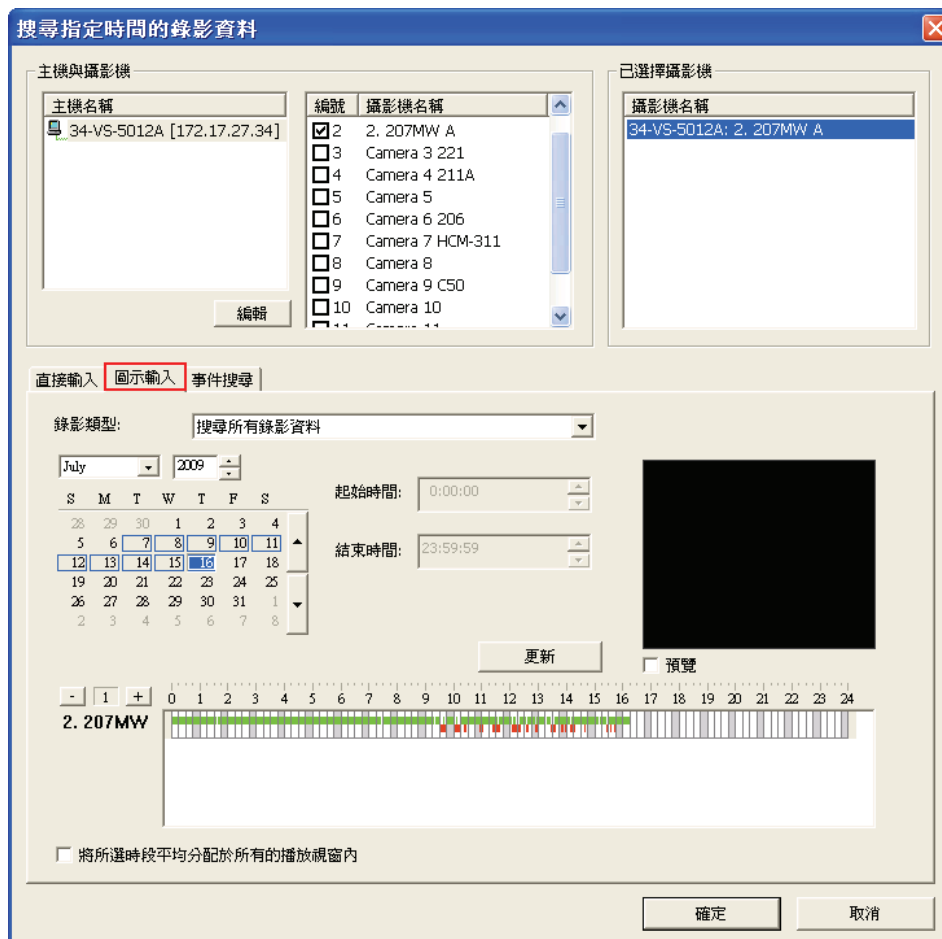 搜尋指定時間的錄影資料
主機與攝影機
主機名稱
34-VS-5012A [172.17.27.34]
編輯
編號 攝影機名稱
2 2. 207MW A
3 Camera 3 221
4 Camera 4 211A
5 Camera 5
6 Camera 6 206
7 Camera 7 HCM-311
8 Camera 8
9 Camera 9 C50
10 Camera 10
11 Camera 11
已選擇攝影機
攝影機名稱
34-VS-5012A: 2. 207MW A
直接輸入 圖示輸入 事件搜尋
錄影類型: 搜尋所有錄影資料
July 2009
S M T W T F S
28 29 30 1 2 3 4
5 6 7 8 9 10 11
12 13 14 15 16 17 18
19 20 21 22 23 24 25
26 27 28 29 30 31 1
2 3 4 5 6 7 8
起始時間: 0:00:00
結束時間: 23:59:59
更新
預覽
- 1 + 0 1 2 3 4 5 6 7 8 9 10 11 12 13 14 15 16 17 18 19 20 21 22 23 24
2. 207MW
將所選時段平均分配於所有的播放視窗內
確定 取消